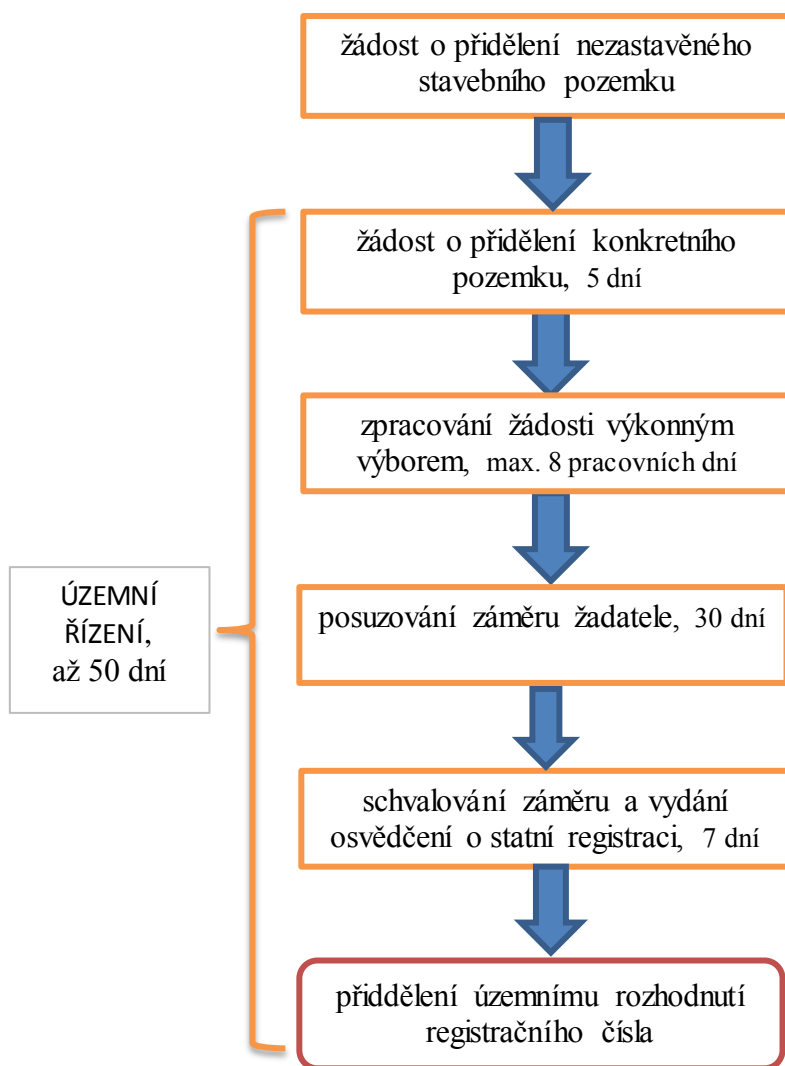 žádost o přidělení nezastavěného
stavebního pozemku
žádost o přidělení konkretního
pozemku, 5 dní
zpracování žádosti výkonným
výborem, max. 8 pracovních dní
ÚZEMNÍ
ŘÍZENÍ,
až 50 dní
posuzování záměru žadatele, 30 dní
schvalování záměru a vydání
osvědčení o statní registraci, 7 dní
přiddělení územnímu rozhodnutí
registračního čísla